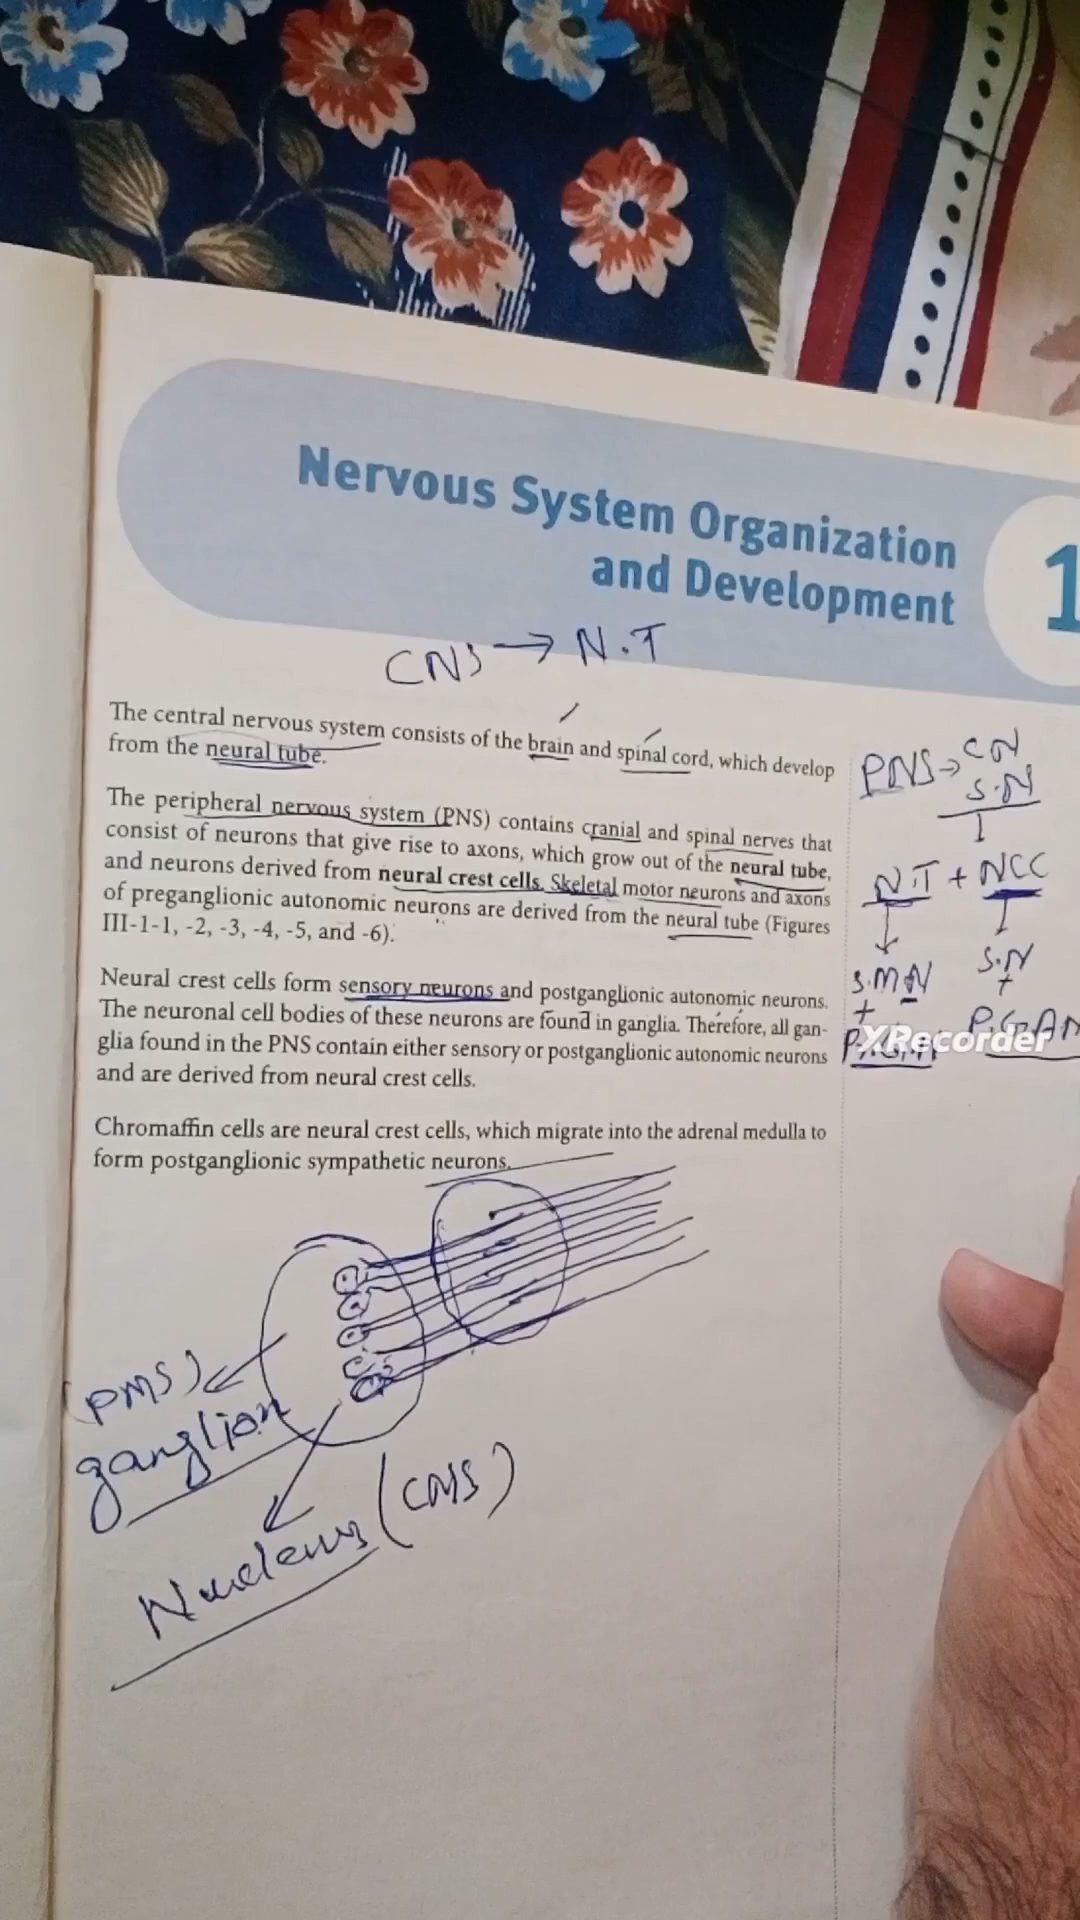 Nervous System Organization
and Development
1
CNS → N.T
The central nervous system consists of the brain and spinal cord, which develop
from the neural tube.
The peripheral nervous system (PNS) contains cranial and spinal nerves that
consist of neurons that give rise to axons, which grow out of the neural tube,
and neurons derived from neural crest cells. Skeletal motor neurons and axons
of preganglionic autonomic neurons are derived from the neural tube (Figures
III-1-1, -2, -3, -4, -5, and -6).
Neural crest cells form sensory neurons and postganglionic autonomic neurons.
The neuronal cell bodies of these neurons are found in ganglia. Therefore, all gan-
glia found in the PNS contain either sensory or postganglionic autonomic neurons
and are derived from neural crest cells.
Chromaffin cells are neural crest cells, which migrate into the adrenal medulla to
form postganglionic sympathetic neurons.
PNS → CN
S.N
N.T + NCC
S.M.N
+
S.N
+
P.G.AN
XRecorder
(PNS)
ganglion
Nucleus (CNS)